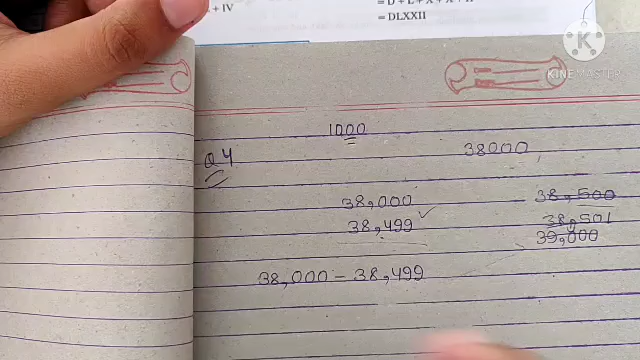 + IV
= DLXXII
KINEMASTER
1000
Q4
38000
38,000
38,499
38,500
38,501
39,000
38,000 - 38,499